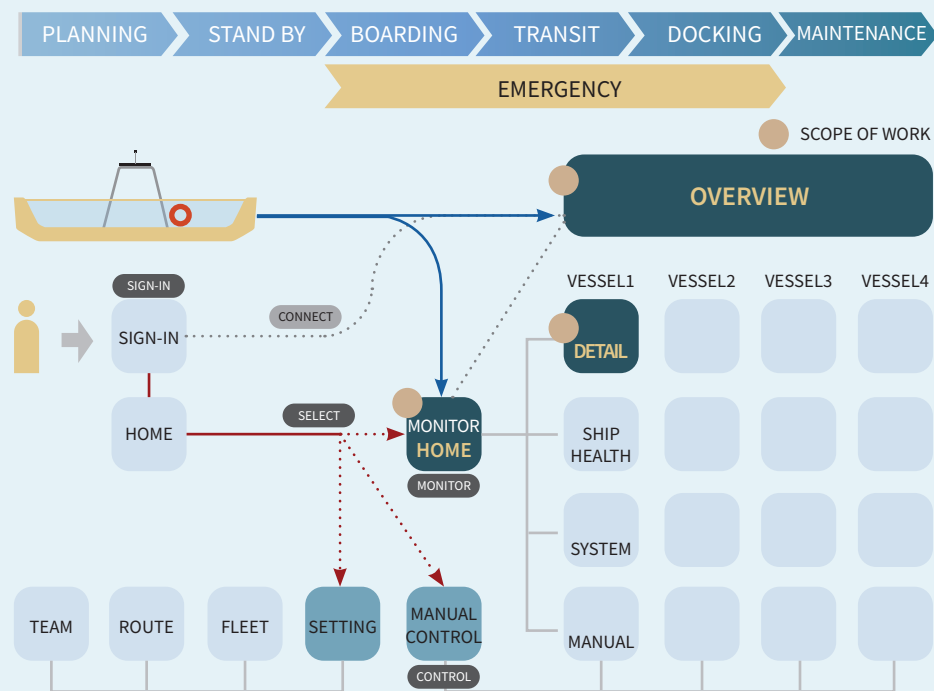 PLANNING
STAND BY
BOARDING
TRANSIT
DOCKING
MAINTENANCE
EMERGENCY
SCOPE OF WORK
OVERVIEW
SIGN-IN
VESSEL1
VESSEL2
VESSEL3
VESSEL4
SIGN-IN
CONNECT
DETAIL
HOME
SELECT
MONITOR
HOME
MONITOR
SHIP
HEALTH
SYSTEM
TEAM
ROUTE
FLEET
SETTING
MANUAL
CONTROL
CONTROL
MANUAL